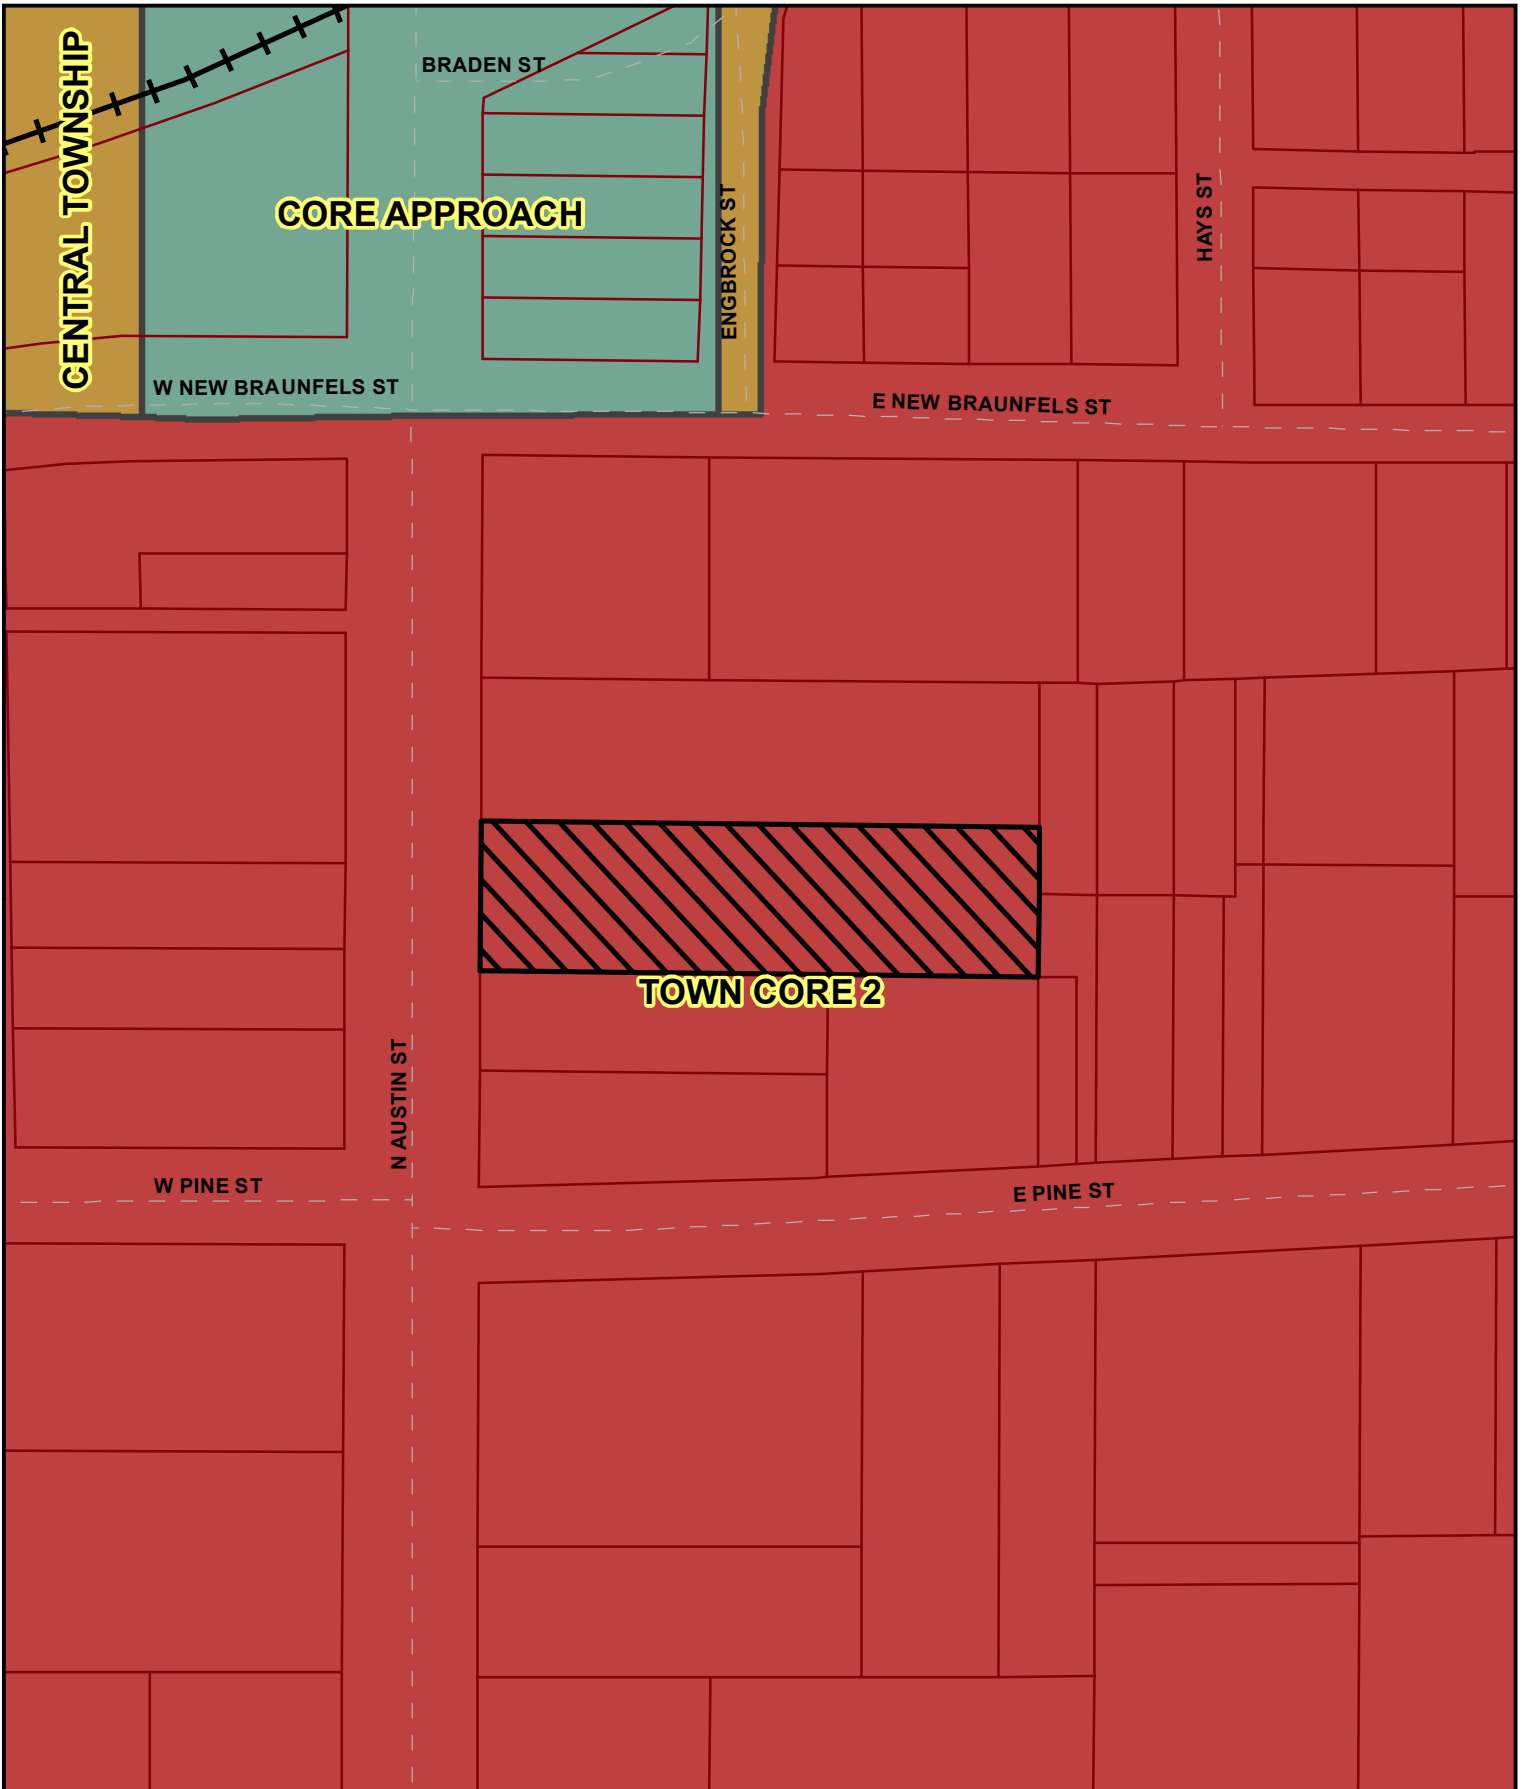 CENTRAL TOWNSHIP
BRADEN ST
CORE APPROACH
ENGBROCK ST
HAYS ST
W NEW BRAUNFELS ST
E NEW BRAUNFELS ST
TOWN CORE 2
N AUSTIN ST
W PINE ST
E PINE ST